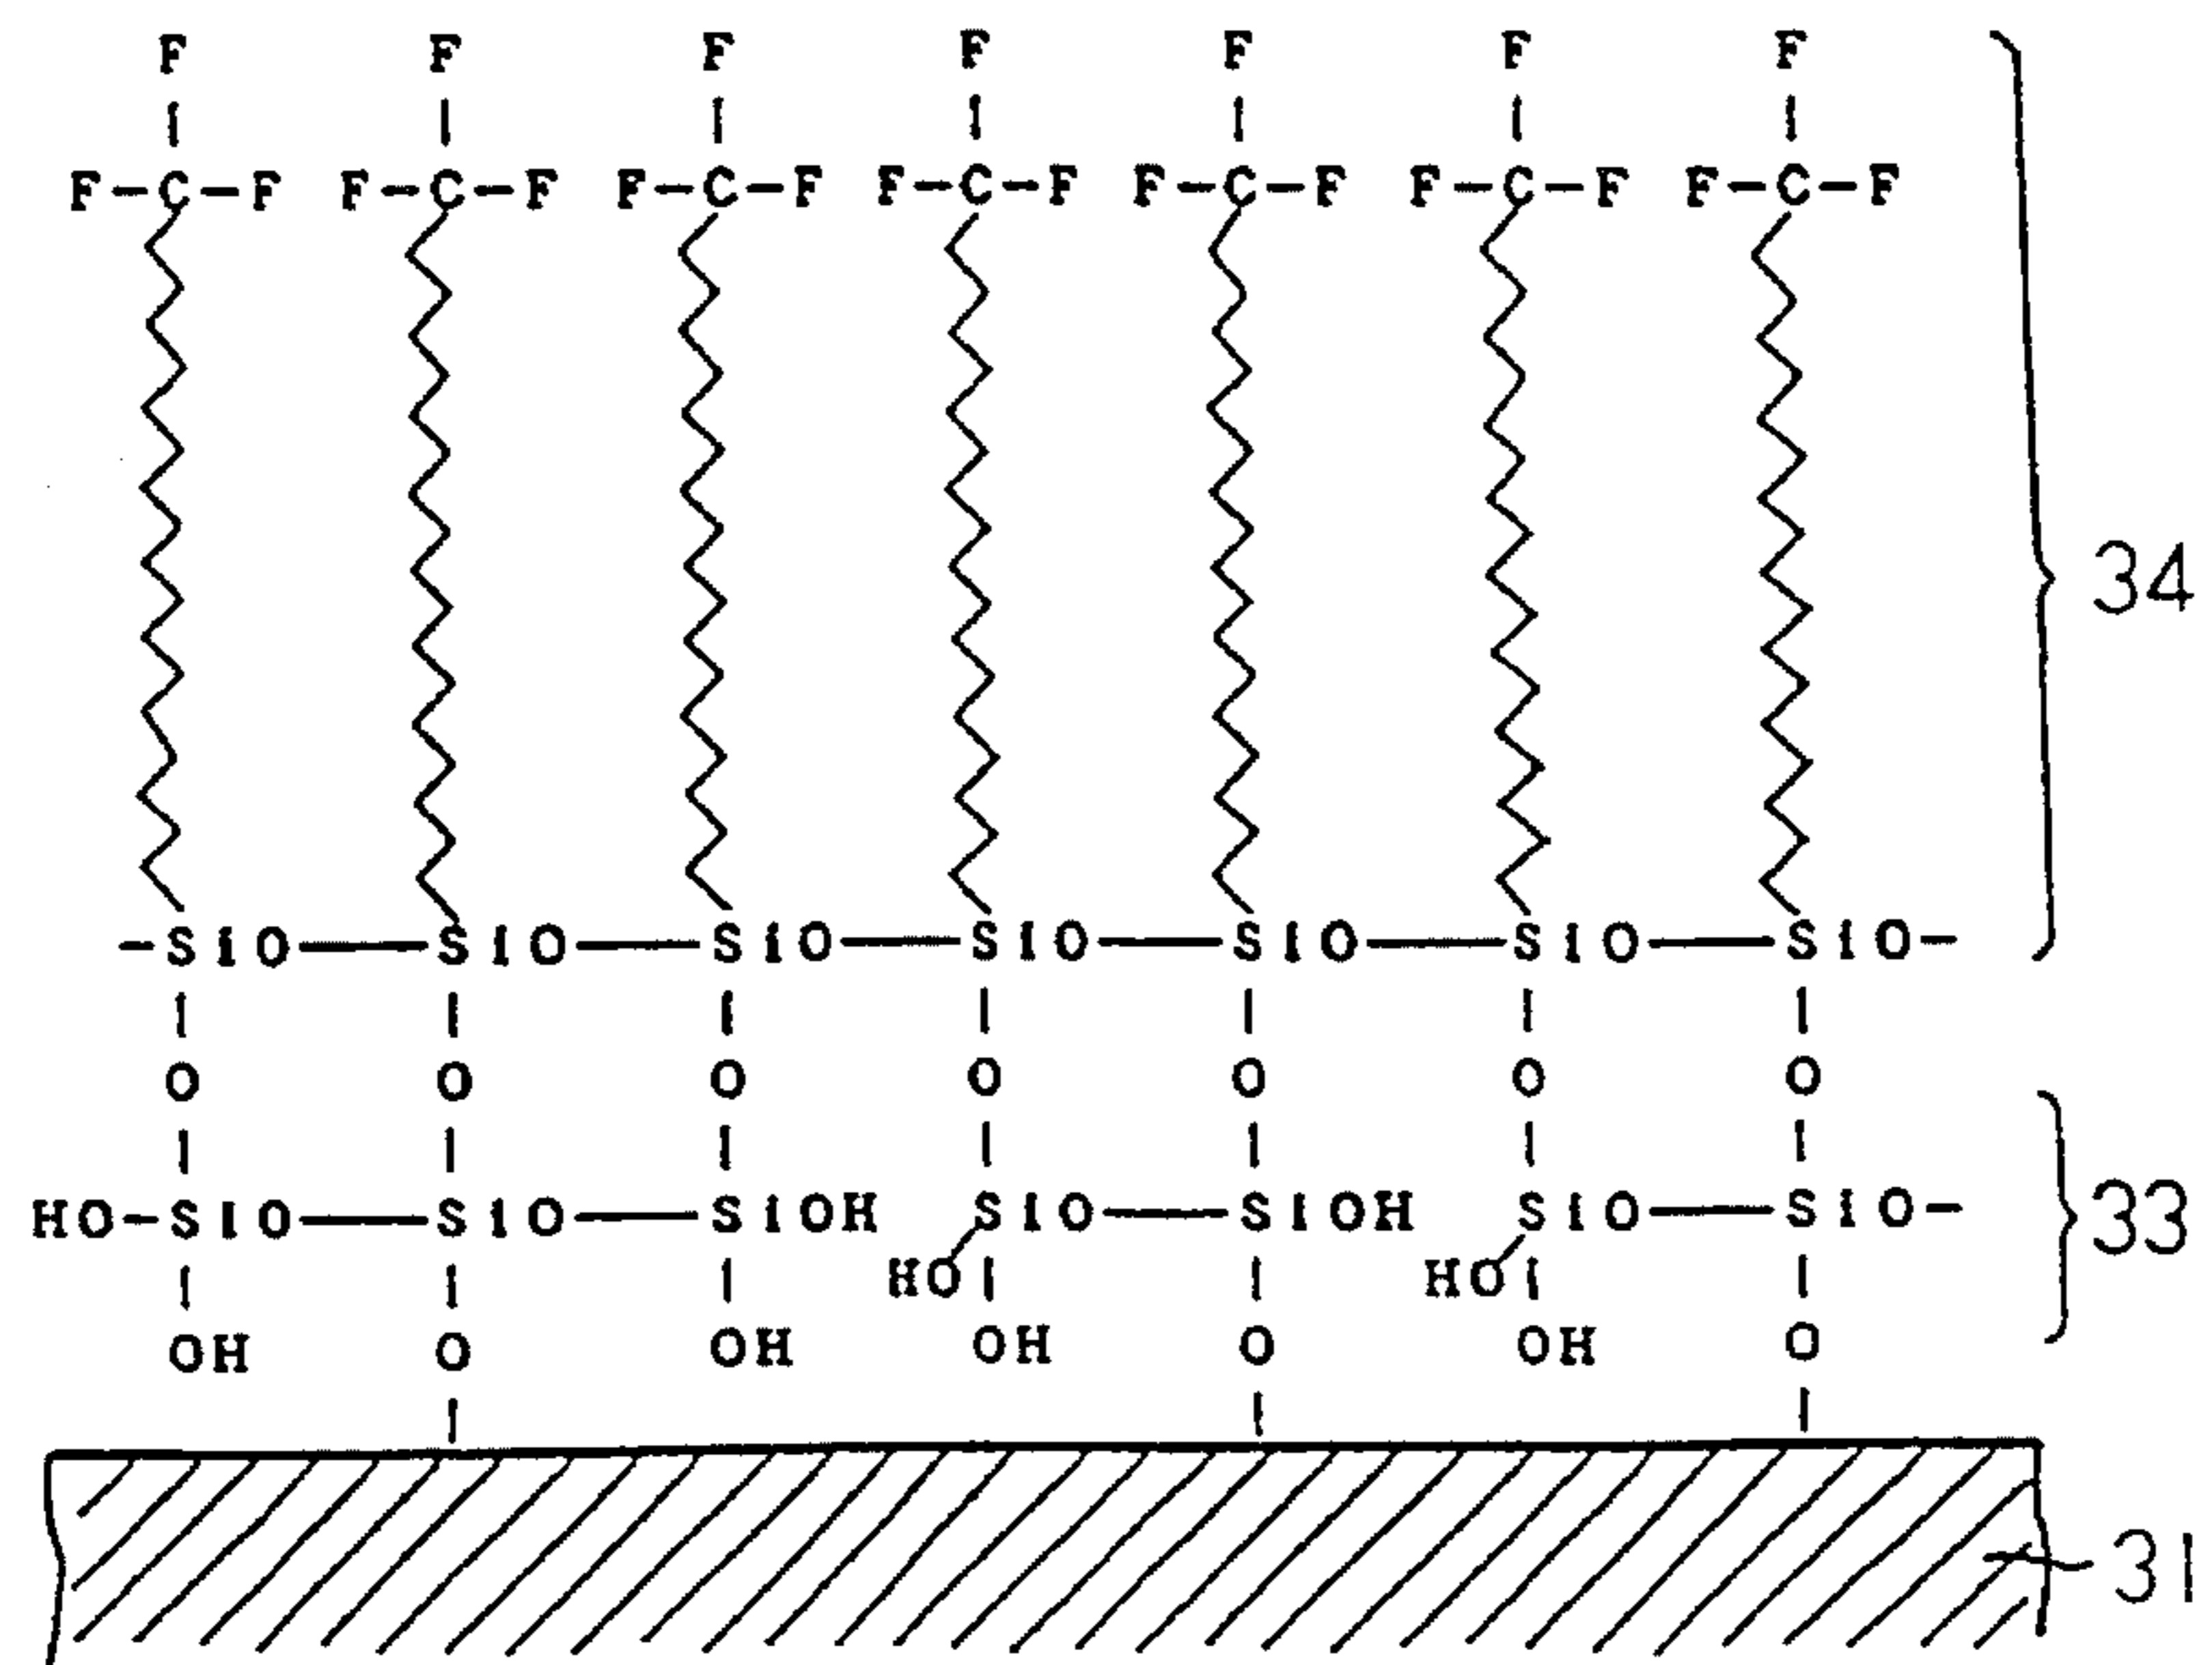 F F F F F F F
F-C-F F-C-F F-C-F F-C-F F-C-F F-C-F F-C-F
34
-SiO-SiO-SiO-SiO-SiO-SiO-SiO-
O O O O O O O
HO-SiO-SiO-SiOH SiO-SiOH SiO-SiO- 33
HO HO
OH O OH OH O OH O
31